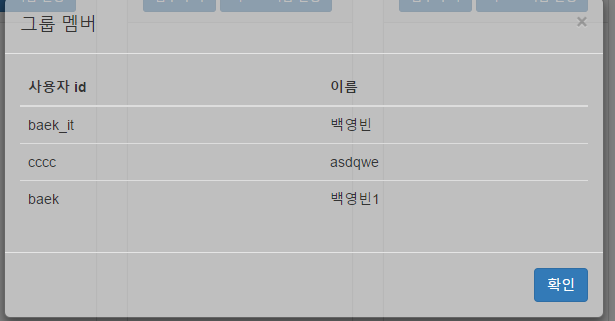 그룹 멤버 ×
사용자 id 이름
baek_it 백영빈
cccc asdqwe
baek 백영빈1
확인